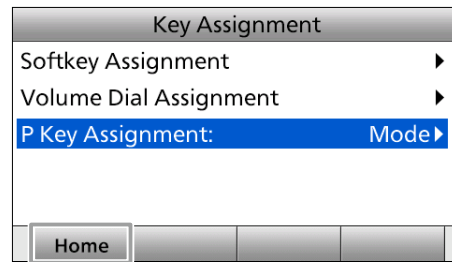 Key Assignment
Softkey Assignment
Volume Dial Assignment
P Key Assignment: Mode
Home